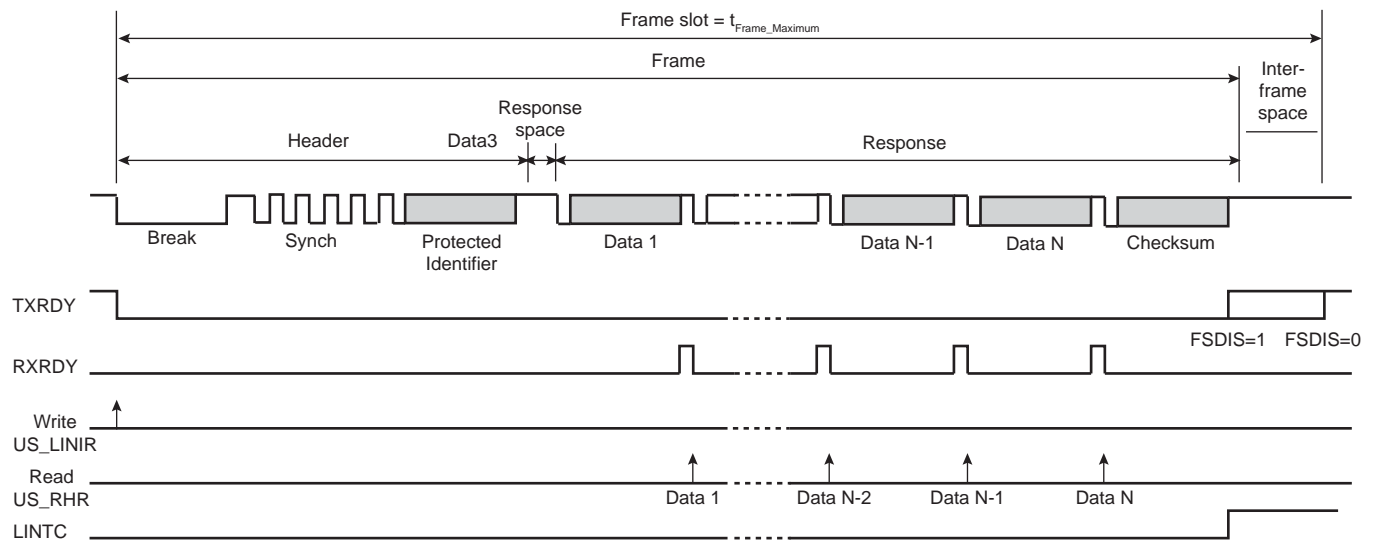 Frame slot = tFrame_Maximum
Frame
Inter-
frame
space
Response
space
Header
Data3
Response
Break
Synch
Protected
Identifier
Data 1
Data N-1
Data N
Checksum
TXRDY
FSDIS=1
FSDIS=0
RXRDY
Write
US_LINIR
Read
US_RHR
Data 1
Data N-2
Data N-1
Data N
LINTC